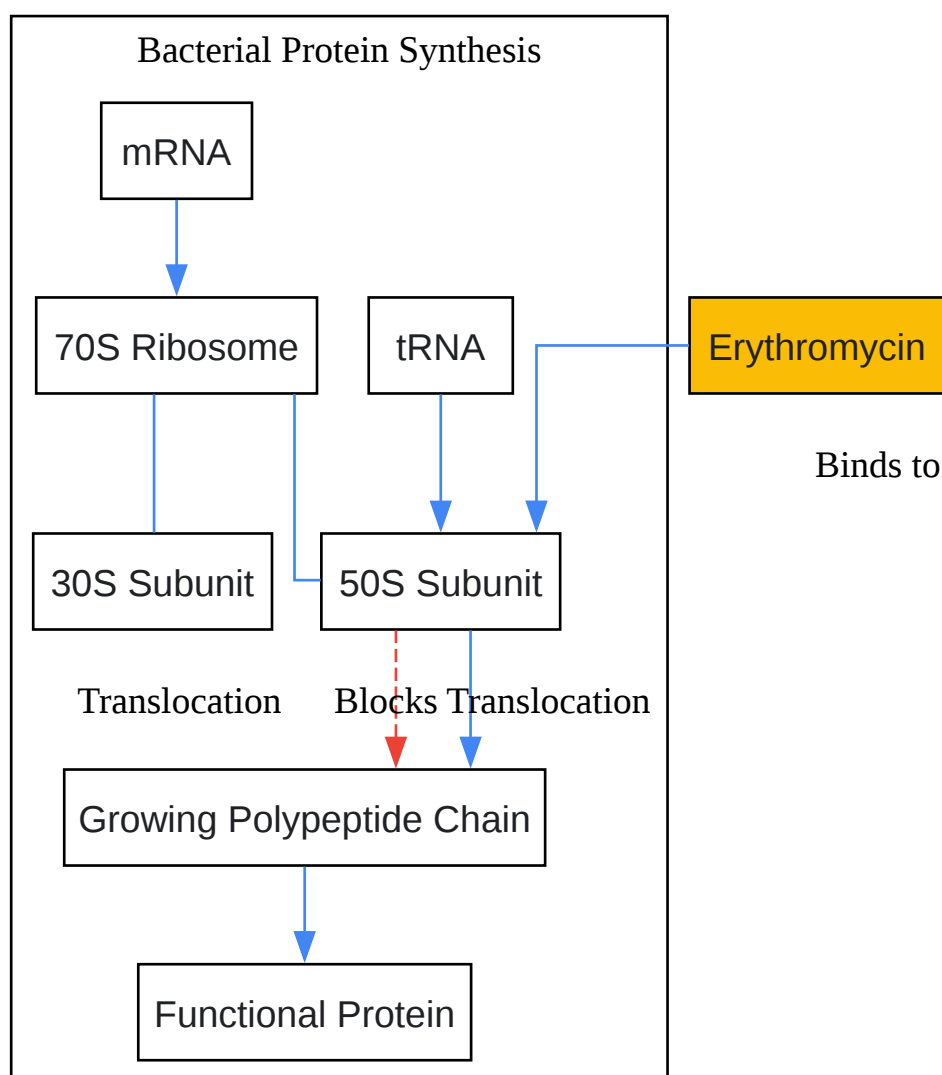 Bacterial Protein Synthesis
mRNA
70S Ribosome
tRNA
Erythromycin
Binds to
30S Subunit
50S Subunit
Translocation
Blocks Translocation
Growing Polypeptide Chain
Functional Protein